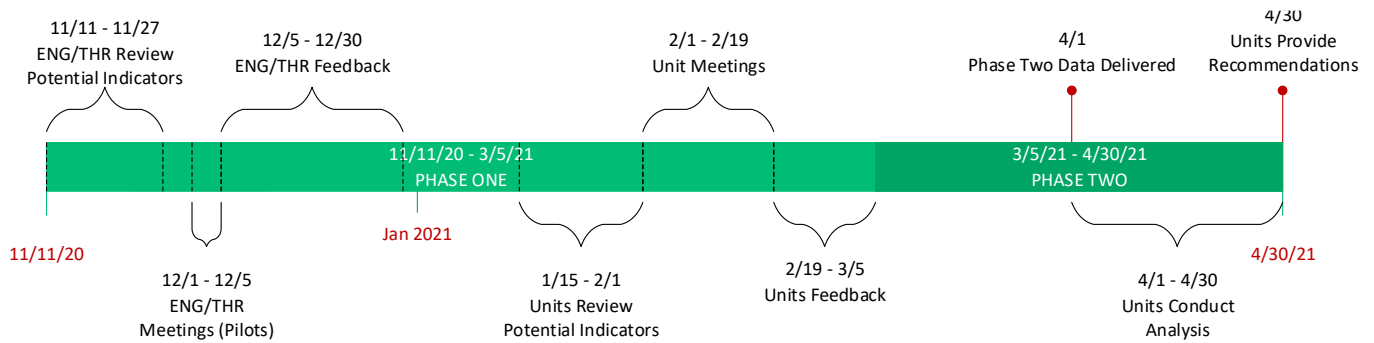 11/11 - 11/27
ENG/THR Review
Potential Indicators
12/5 - 12/30
ENG/THR Feedback
2/1 - 2/19
Unit Meetings
4/1
Phase Two Data Delivered
4/30
Units Provide
Recommendations
11/11/20 - 3/5/21
PHASE ONE
3/5/21 - 4/30/21
PHASE TWO
11/11/20
Jan 2021
4/30/21
12/1 - 12/5
ENG/THR
Meetings (Pilots)
1/15 - 2/1
Units Review
Potential Indicators
2/19 - 3/5
Units Feedback
4/1 - 4/30
Units Conduct
Analysis